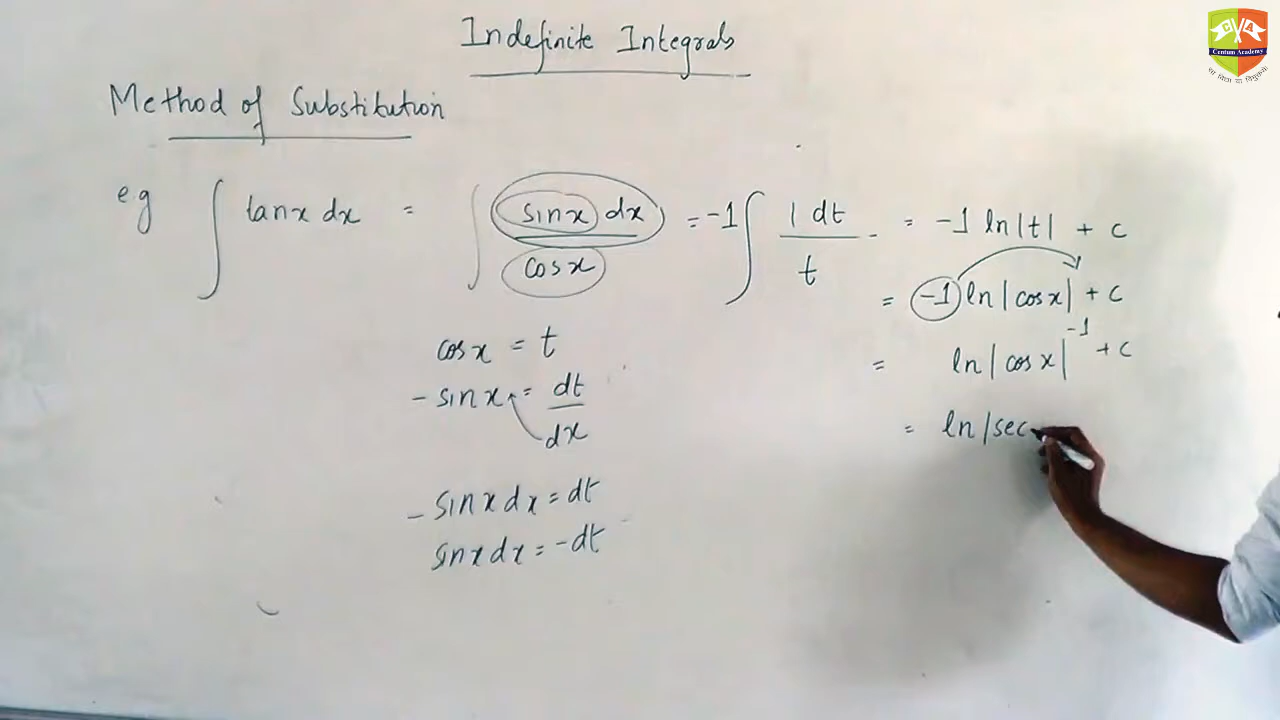 Indefinite Integrals
Method of Substitution
eg ∫ tanx dx = ∫ sinx dx / cosx = -1 ∫ 1 dt / t = -1 ln|t| + c
= -1 ln|cosx| + c
cosx = t
= ln|cosx|^-1 + c
- sinx = dt/dx
= ln|sec
- sinx dx = dt
sinx dx = -dt
C A
Centum Academy